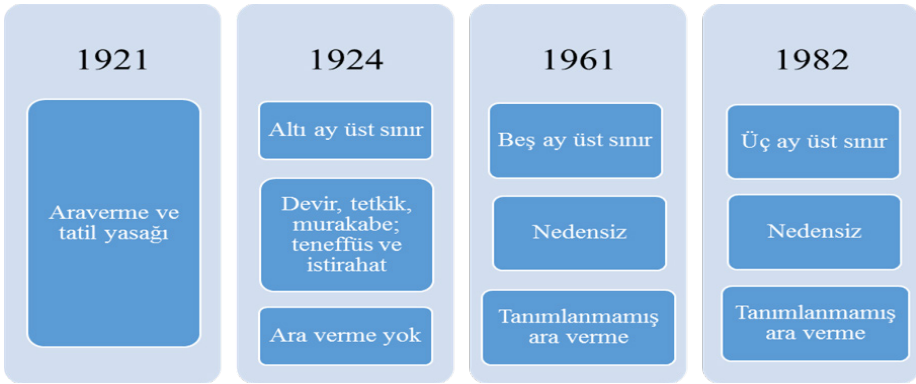 1921
Araverme ve
tatil yasağı
1924
Altı ay üst sınır
Devir, tetkik,
murakabe;
teneffüs ve
istirahat
Ara verme yok
1961
Beş ay üst sınır
Nedensiz
Tanımlanmamış
ara verme
1982
Üç ay üst sınır
Nedensiz
Tanımlanmamış
ara verme